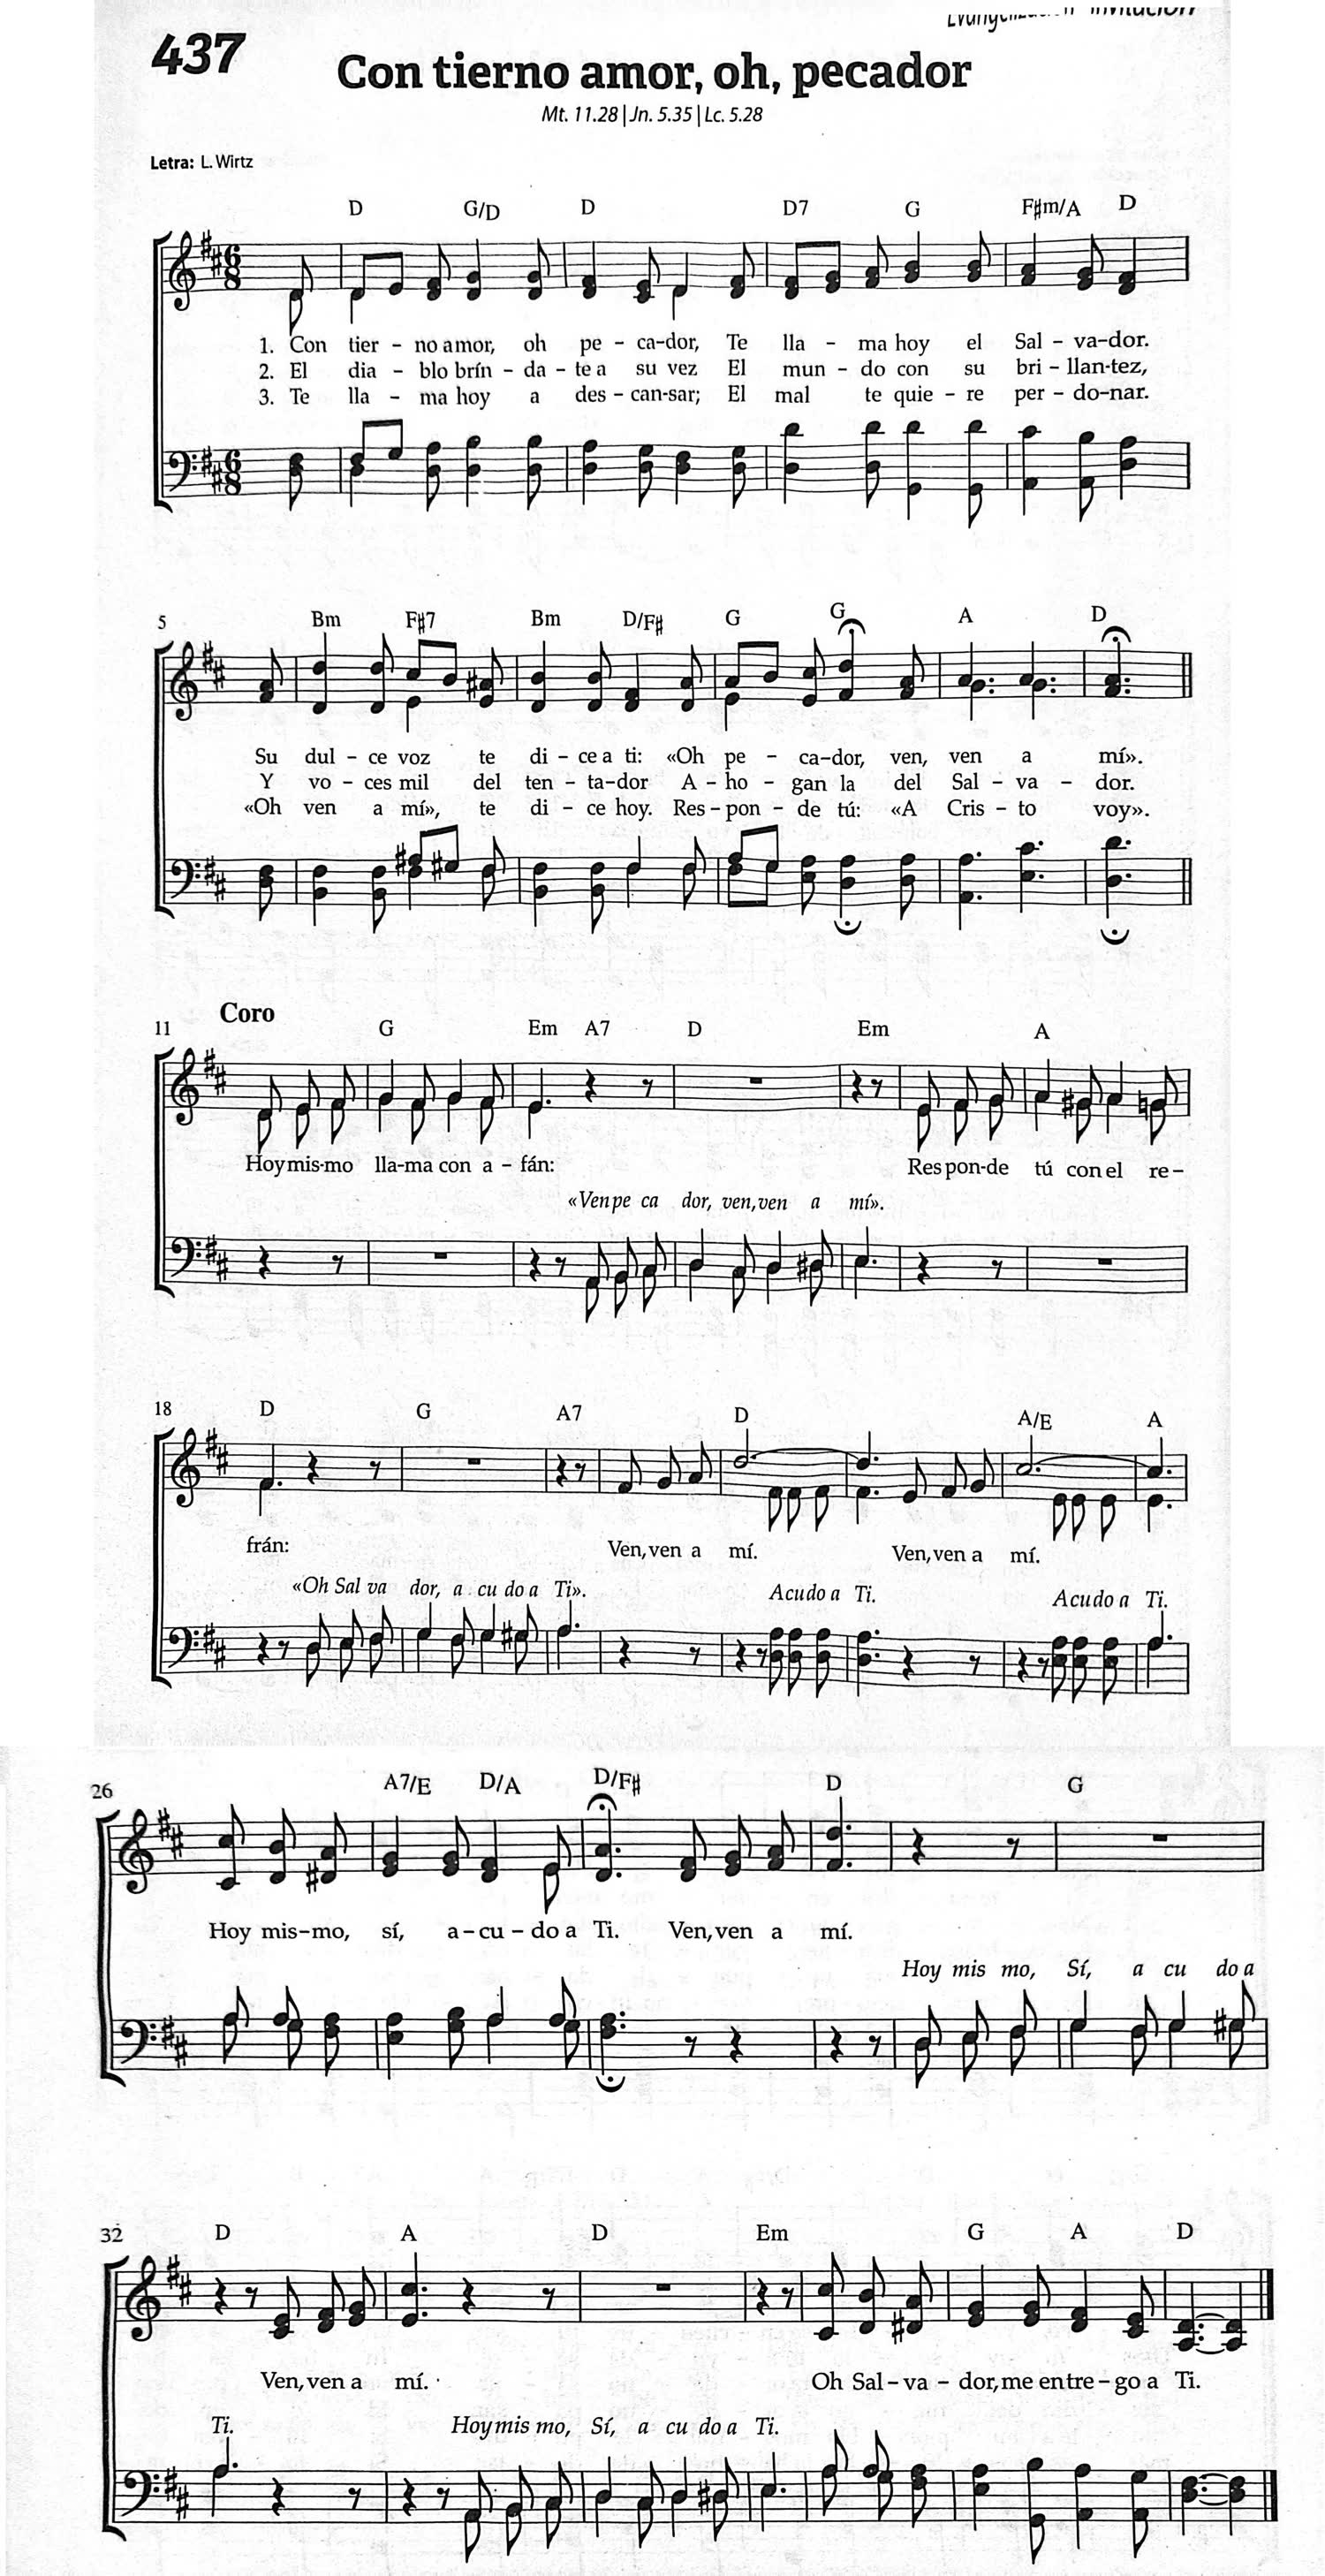 Evangelización Invitación
437
Con tierno amor, oh, pecador
Mt. 11.28 | Jn. 5.35 | Lc. 5.28
Letra: L. Wirtz
D G/D D D7 G F#m/A D
6 8
1. Con tier – no amor, oh pe – ca–dor, Te lla – ma hoy el Sal – va–dor.
2. El dia – blo brín – da – te a su vez El mun – do con su bri – llan-tez,
3. Te lla – ma hoy a des – can-sar; El mal te quie – re per – do–nar.
6 8
5 Bm F#7 Bm D/F# G G A D
Su dul – ce voz te di – ce a ti: «Oh pe – ca–dor, ven, ven a mí».
Y vo – ces mil del ten – ta–dor A – ho – gan la del Sal – va – dor.
«Oh ven a mí», te di – ce hoy. Res – pon – de tú: «A Cris – to voy».
Coro
11 G Em A7 D Em A
Hoy mis-mo lla-ma con a – fán: Res pon-de tú con el re –
«Ven pe ca dor, ven, ven a mí».
18 D G A7 D A/E A
frán: Ven, ven a mí. Ven, ven a mí.
«Oh Sal va dor, a cu do a Ti». Acudo a Ti. Acudo a Ti.
26 A7/E D/A D/F# D G
Hoy mis–mo, sí, a–cu – do a Ti. Ven, ven a mí.
Hoy mis mo, Sí, a cu do a
32 D A D Em G A D
Ven, ven a mí. Oh Sal – va – dor, me entre – go a Ti.
Ti. Hoy mis mo, Sí, a cu do a Ti.